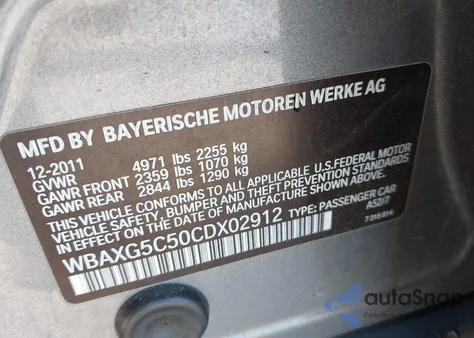 MFD BY BAYERISCHE MOTOREN WERKE AG
12-2011
GVWR 4971 lbs 2255 kg
GAWR FRONT 2359 lbs 1070 kg
GAWR REAR 2844 lbs 1290 kg
THIS VEHICLE CONFORMS TO ALL APPLICABLE U.S.FEDERAL MOTOR
VEHICLE SAFETY, BUMPER AND THEFT PREVENTION STANDARDS
IN EFFECT ON THE DATE OF MANUFACTURE SHOWN ABOVE.
WBAXG5C50CDX02912 TYPE: PASSENGER CAR
A52/7
autoSnap